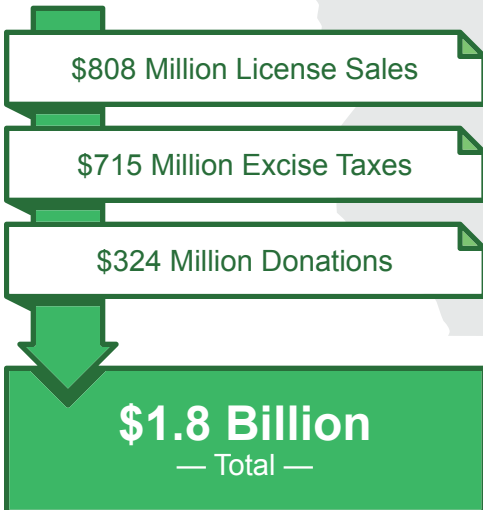 $808 Million License Sales
$715 Million Excise Taxes
$324 Million Donations
$1.8 Billion
— Total —